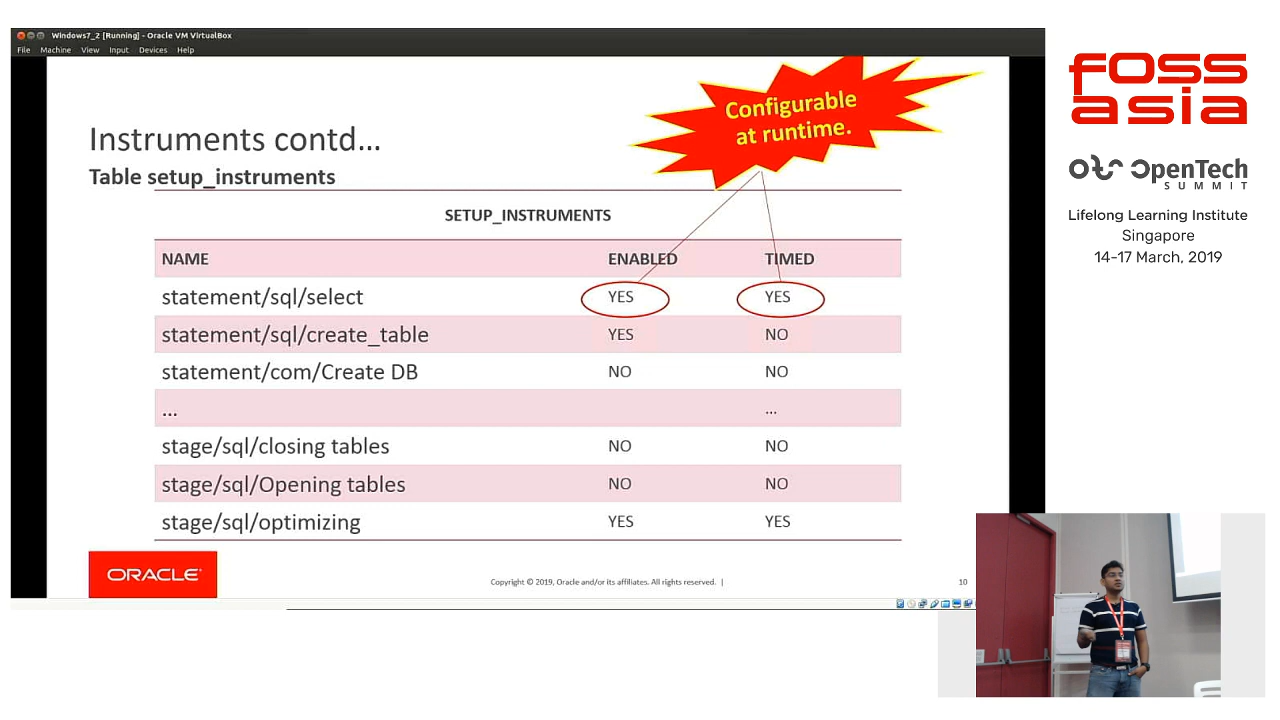 Windows7_2 [Running] - Oracle VM VirtualBox
File Machine View Input Devices Help
Configurable
at runtime.
Instruments contd…
Table setup_instruments
SETUP_INSTRUMENTS
NAME ENABLED TIMED
statement/sql/select YES YES
statement/sql/create_table YES NO
statement/com/Create DB NO NO
... ...
stage/sql/closing tables NO NO
stage/sql/Opening tables NO NO
stage/sql/optimizing YES YES
ORACLE
Copyright © 2019, Oracle and/or its affiliates. All rights reserved. |
10
FOSS
asia
OpenTech
SUMMIT
Lifelong Learning Institute
Singapore
14-17 March, 2019